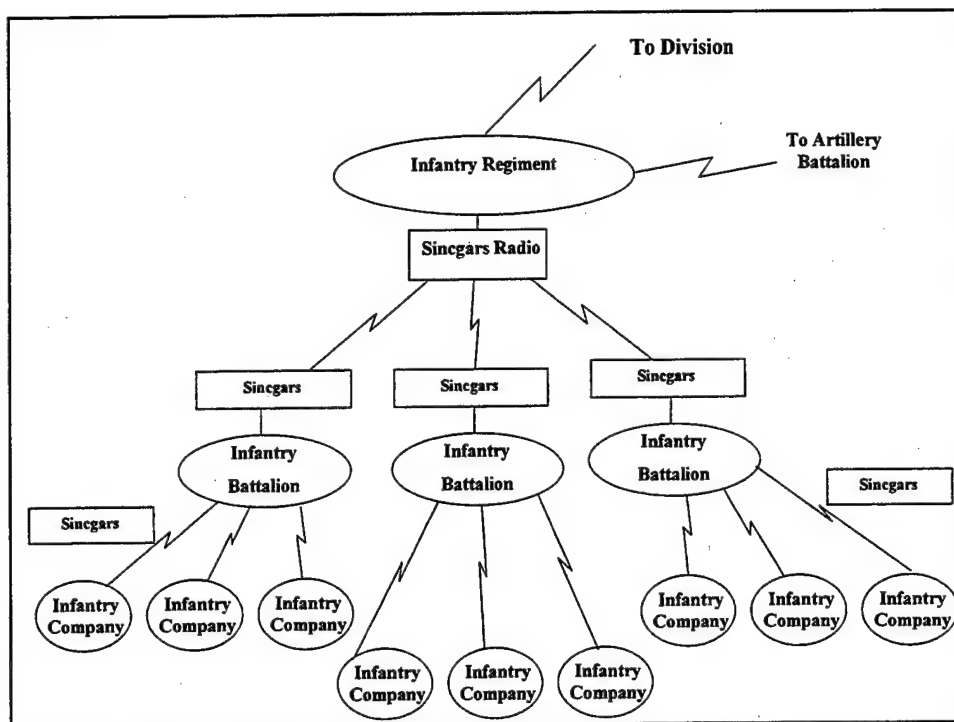 To Division
To Artillery
Battalion
Infantry Regiment
Sincgars Radio
Sincgars
Sincgars
Sincgars
Infantry
Battalion
Infantry
Battalion
Infantry
Battalion
Sincgars
Sincgars
Infantry
Company
Infantry
Company
Infantry
Company
Infantry
Company
Infantry
Company
Infantry
Company
Infantry
Company
Infantry
Company
Infantry
Company